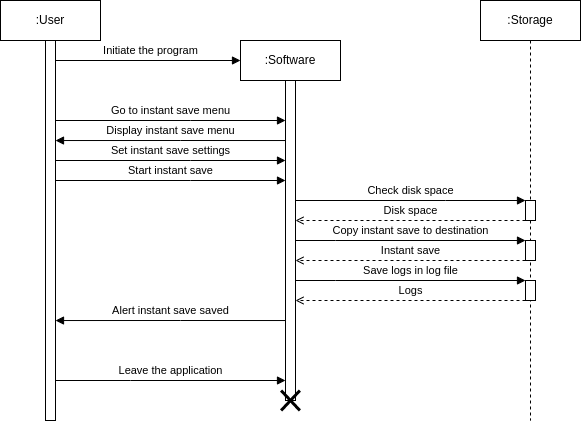 :User
:Storage
Initiate the program
:Software
Go to instant save menu
Display instant save menu
Set instant save settings
Start instant save
Check disk space
Disk space
Copy instant save to destination
Instant save
Save logs in log file
Logs
Alert instant save saved
Leave the application